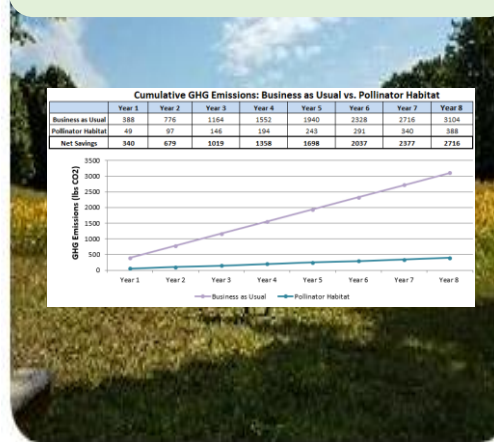 Cumulative GHG Emissions: Business as Usual vs. Pollinator Habitat
Year 1 Year 2 Year 3 Year 4 Year 5 Year 6 Year 7 Year 8
Business as Usual 388 776 1164 1552 1940 2328 2716 3104
Pollinator Habitat 49 97 146 194 243 291 340 388
Net Savings 340 679 1019 1358 1698 2037 2377 2716
GHG Emissions (lbs CO2)
3500
3000
2500
2000
1500
1000
500
0
Year 1 Year 2 Year 3 Year 4 Year 5 Year 6 Year 7 Year 8
Business as Usual Pollinator Habitat